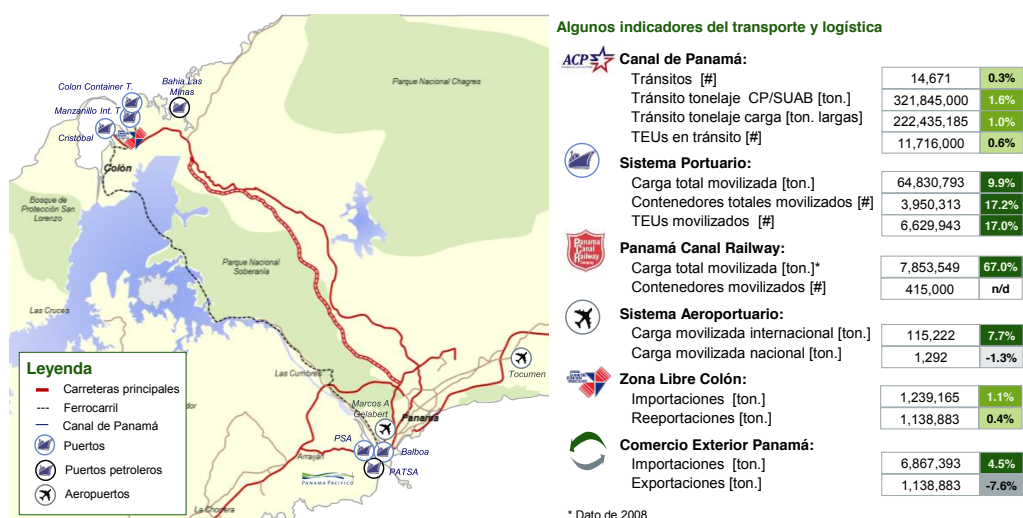 Colon Container T.
Bahía Las
Minas
Manzanillo Int. T.
Cristóbal
Colón
Parque Nacional Chagres
Bosque de
Protección San
Lorenzo
Parque Nacional
Soberanía
Las Cruces
Las Cumbres
Tocumen
Marcos A
Gelabert
Panamá
PSA
Balboa
Arraiján
PATSA
PANAMA PACIFICO
La Chorrera
Leyenda
Carreteras principales
Ferrocarril
Canal de Panamá
Puertos
Puertos petroleros
Aeropuertos
Algunos indicadores del transporte y logística
ACP Canal de Panamá:
Tránsitos [#] 14,671 0.3%
Tránsito tonelaje CP/SUAB [ton.] 321,845,000 1.6%
Tránsito tonelaje carga [ton. largas] 222,435,185 1.0%
TEUs en tránsito [#] 11,716,000 0.6%
Sistema Portuario:
Carga total movilizada [ton.] 64,830,793 9.9%
Contenedores totales movilizados [#] 3,950,313 17.2%
TEUs movilizados [#] 6,629,943 17.0%
Panama Canal Railway
Panamá Canal Railway:
Carga total movilizada [ton.]* 7,853,549 67.0%
Contenedores movilizados [#] 415,000 n/d
Sistema Aeroportuario:
Carga movilizada internacional [ton.] 115,222 7.7%
Carga movilizada nacional [ton.] 1,292 -1.3%
Zona Libre Colón:
Importaciones [ton.] 1,239,165 1.1%
Reeportaciones [ton.] 1,138,883 0.4%
Comercio Exterior Panamá:
Importaciones [ton.] 6,867,393 4.5%
Exportaciones [ton.] 1,138,883 -7.6%
* Dato de 2008